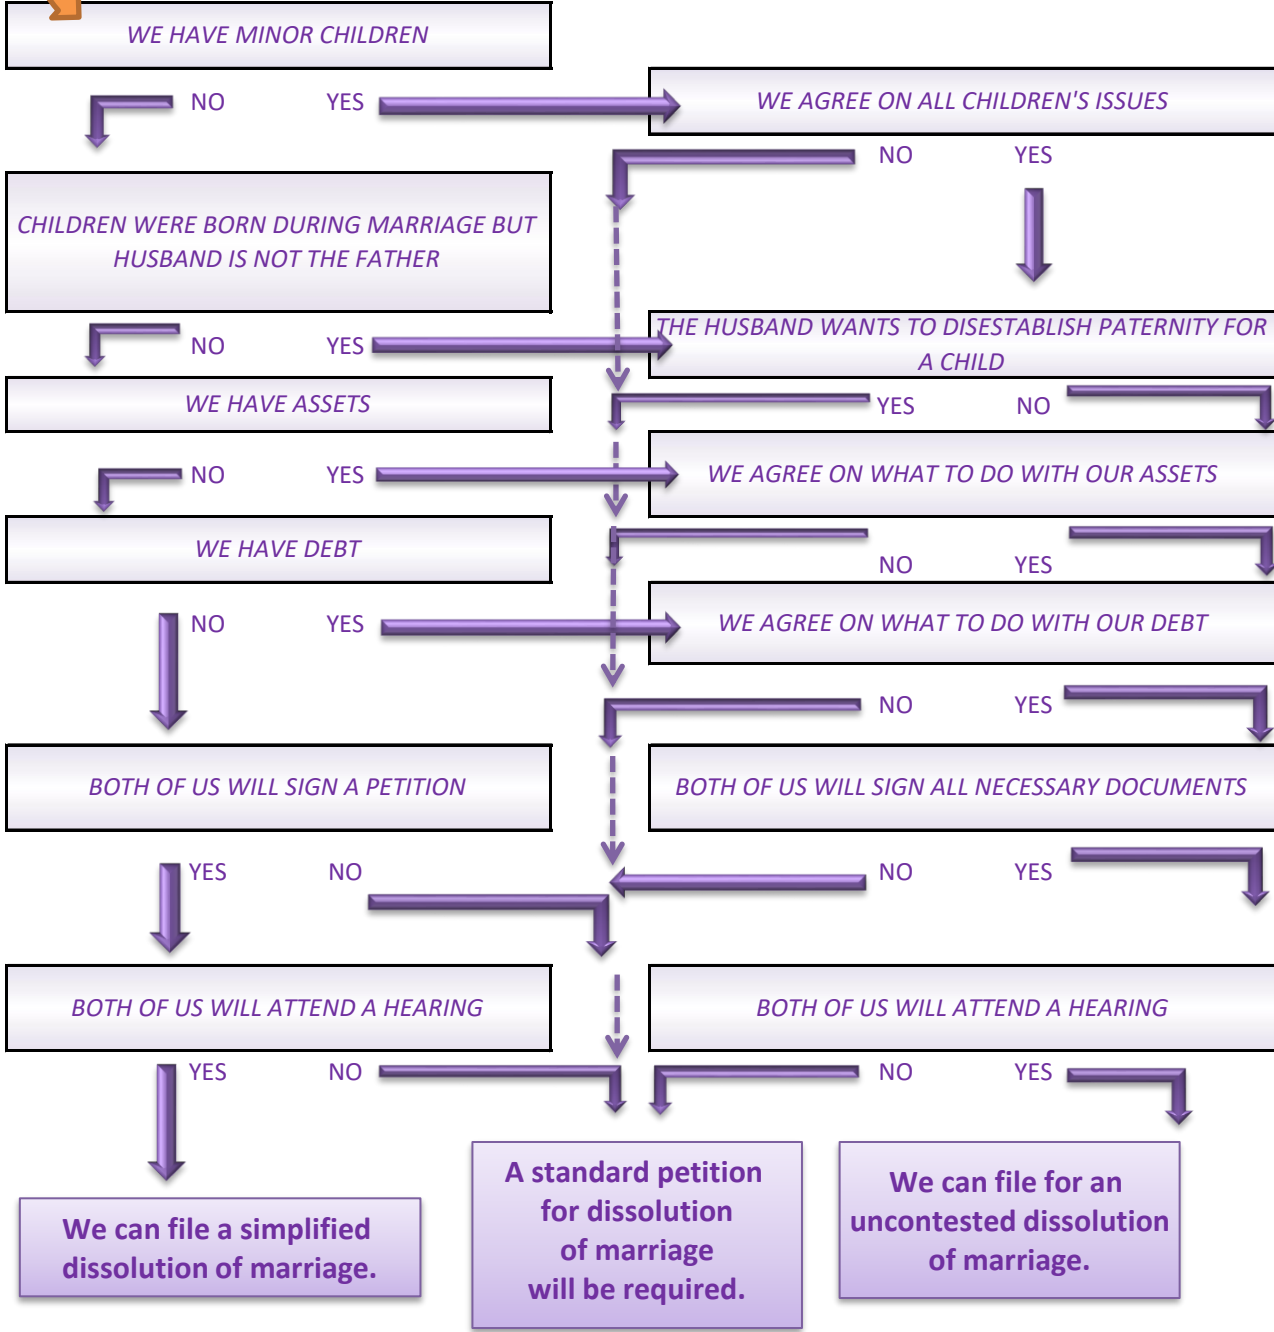 WE HAVE MINOR CHILDREN
NO YES
WE AGREE ON ALL CHILDREN'S ISSUES
NO YES
CHILDREN WERE BORN DURING MARRIAGE BUT
HUSBAND IS NOT THE FATHER
NO YES
THE HUSBAND WANTS TO DISESTABLISH PATERNITY FOR
A CHILD
YES NO
WE HAVE ASSETS
NO YES
WE AGREE ON WHAT TO DO WITH OUR ASSETS
NO YES
WE HAVE DEBT
NO YES
WE AGREE ON WHAT TO DO WITH OUR DEBT
NO YES
BOTH OF US WILL SIGN A PETITION
YES NO
BOTH OF US WILL SIGN ALL NECESSARY DOCUMENTS
NO YES
BOTH OF US WILL ATTEND A HEARING
YES NO
BOTH OF US WILL ATTEND A HEARING
NO YES
We can file a simplified
dissolution of marriage.
A standard petition
for dissolution
of marriage
will be required.
We can file for an
uncontested dissolution
of marriage.